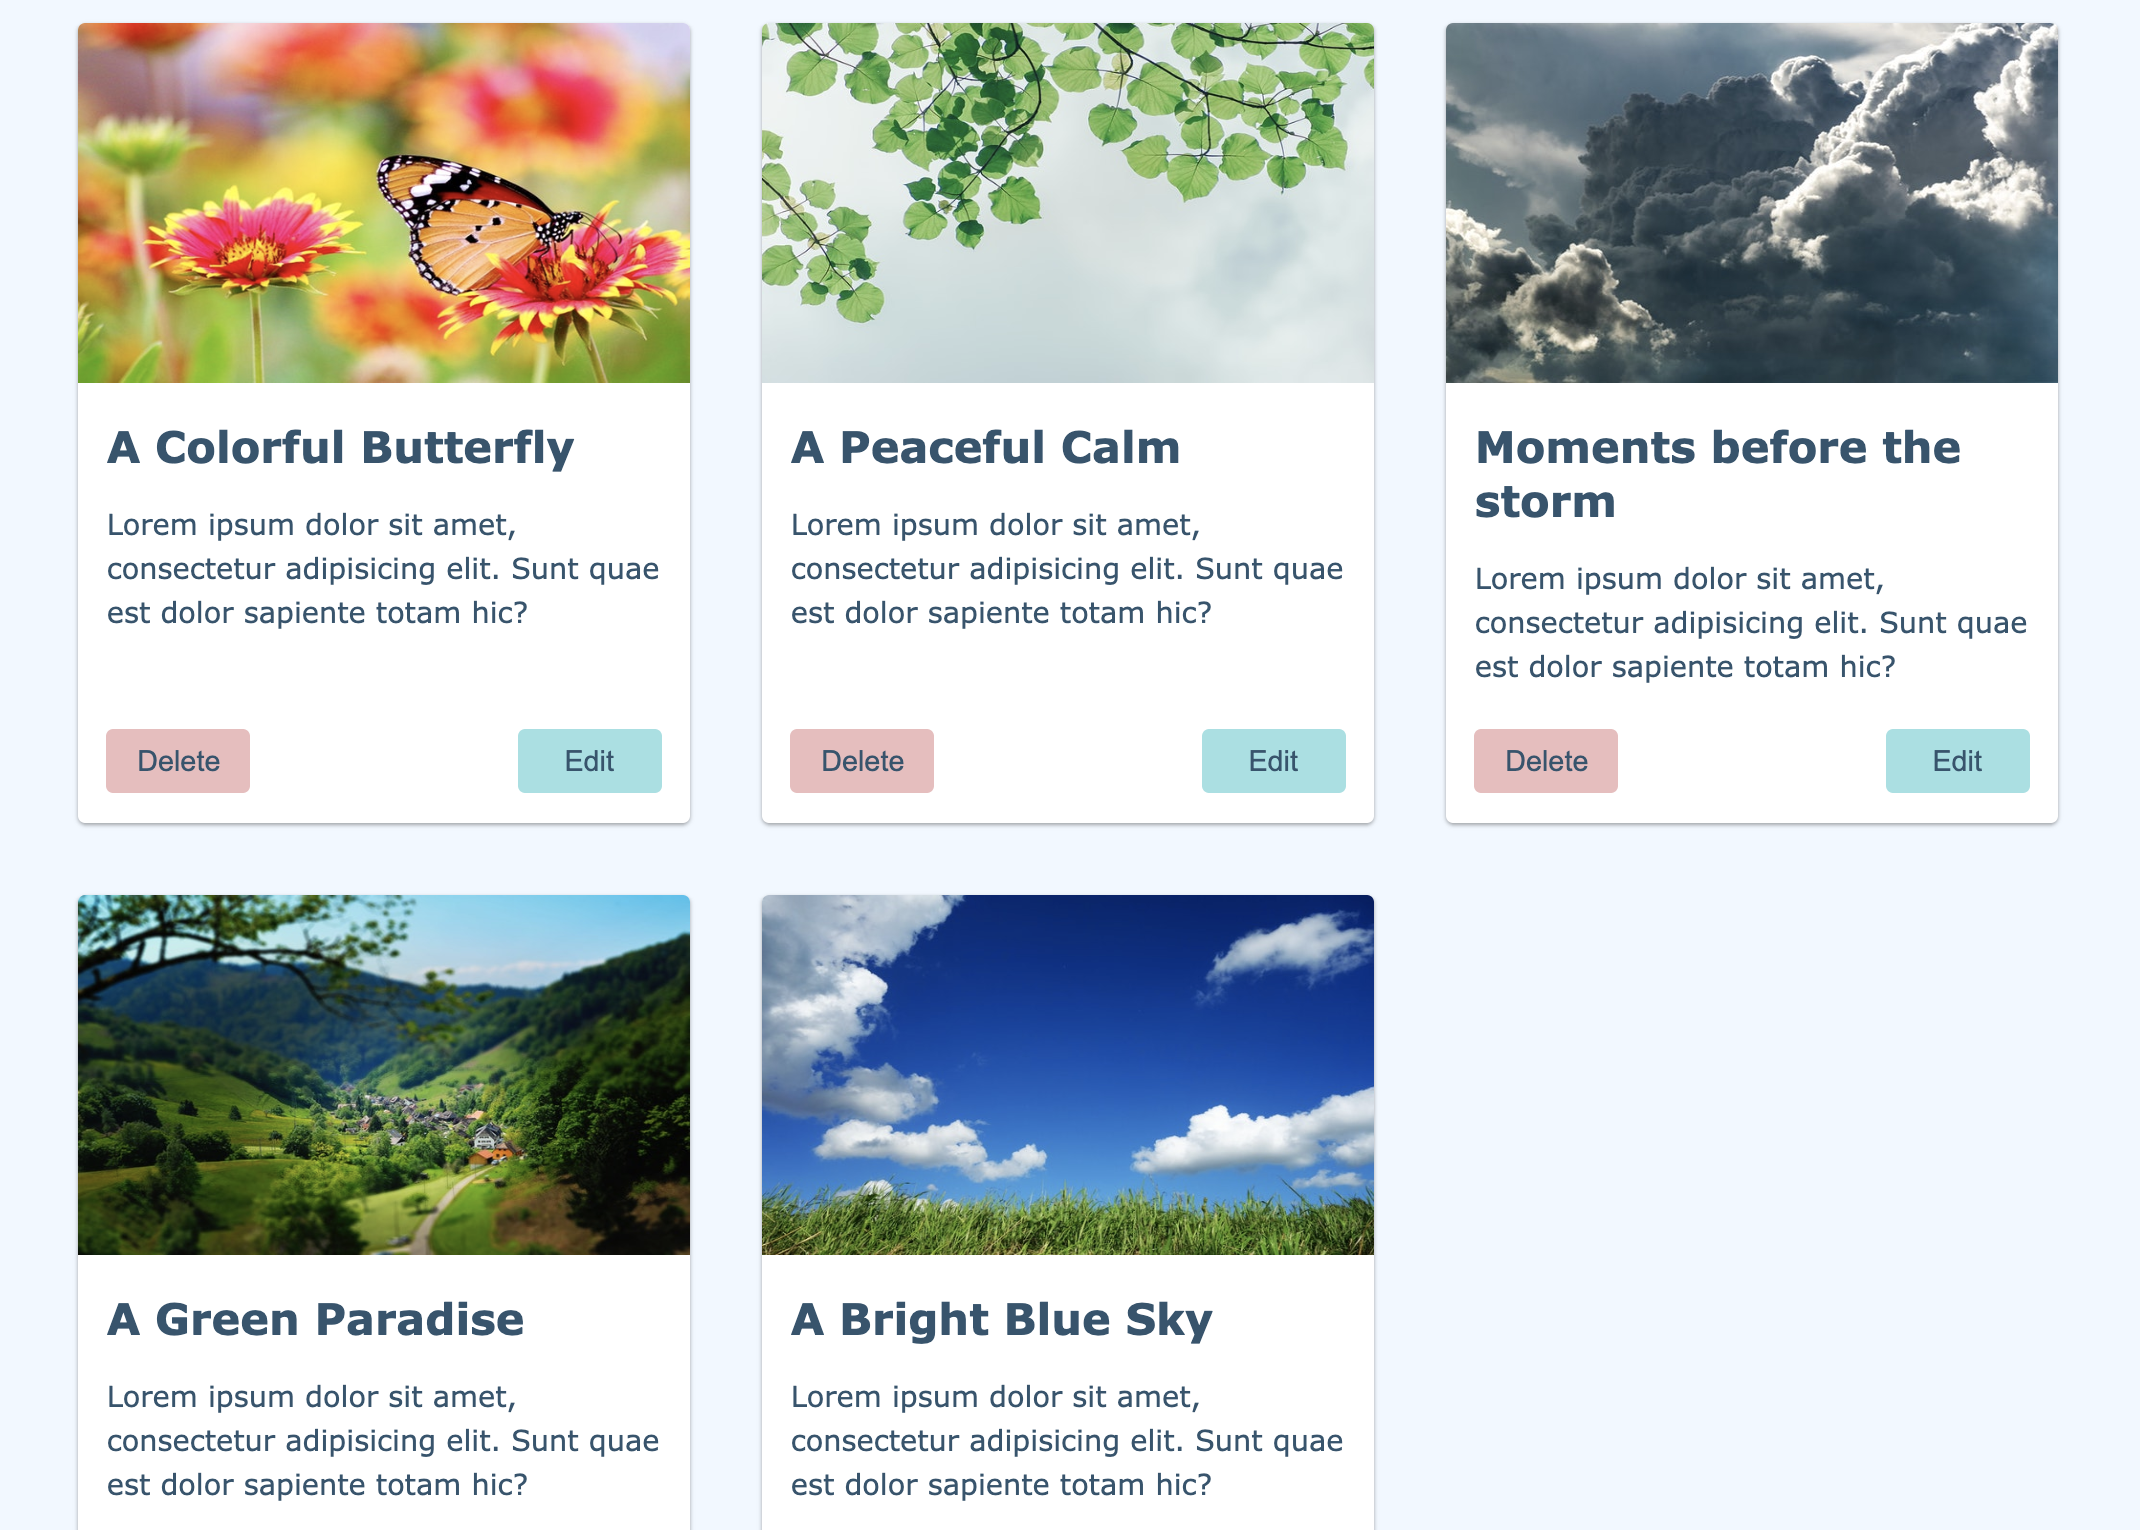 A Colorful Butterfly
Lorem ipsum dolor sit amet,
consectetur adipisicing elit. Sunt quae
est dolor sapiente totam hic?
Delete
Edit
A Peaceful Calm
Lorem ipsum dolor sit amet,
consectetur adipisicing elit. Sunt quae
est dolor sapiente totam hic?
Delete
Edit
Moments before the
storm
Lorem ipsum dolor sit amet,
consectetur adipisicing elit. Sunt quae
est dolor sapiente totam hic?
Delete
Edit
A Green Paradise
Lorem ipsum dolor sit amet,
consectetur adipisicing elit. Sunt quae
est dolor sapiente totam hic?
A Bright Blue Sky
Lorem ipsum dolor sit amet,
consectetur adipisicing elit. Sunt quae
est dolor sapiente totam hic?